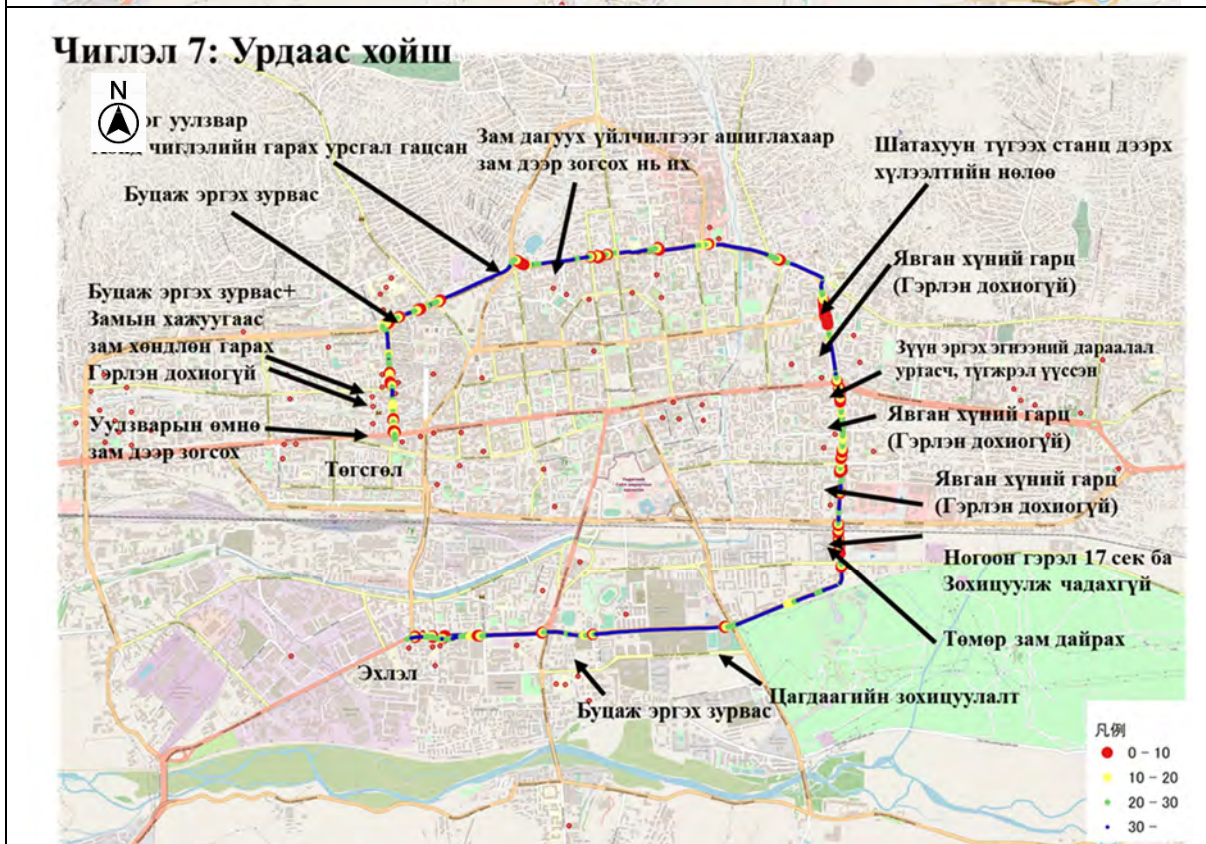 Чиглэл 7: Урдаас хойш
N
уулзвар
чиглэлийн гарах урсгал гацсан
Зам дагуух үйлчилгээг ашиглахаар
зам дээр зогсох нь их
Шатахуун түгээх станц дээрх
хүлээлтийн нөлөө
Буцаж эргэх зурвас
Явган хүний гарц
(Гэрлэн дохиогүй)
Буцаж эргэх зурвас+
Замын хажуугаас
зам хөндлөн гарах
Гэрлэн дохиогүй
Зүүн эргэх эгнээний дараалал
уртасч, түгжрэл үүссэн
Уулзварын өмнө
зам дээр зогсох
Явган хүний гарц
(Гэрлэн дохиогүй)
Төгсгөл
Явган хүний гарц
(Гэрлэн дохиогүй)
Ногоон гэрэл 17 сек ба
Зохицуулж чадахгүй
Төмөр зам дайрах
Эхлэл
Буцаж эргэх зурвас
Цагдаагийн зохицуулалт
凡例
0 - 10
10 - 20
20 - 30
30 -